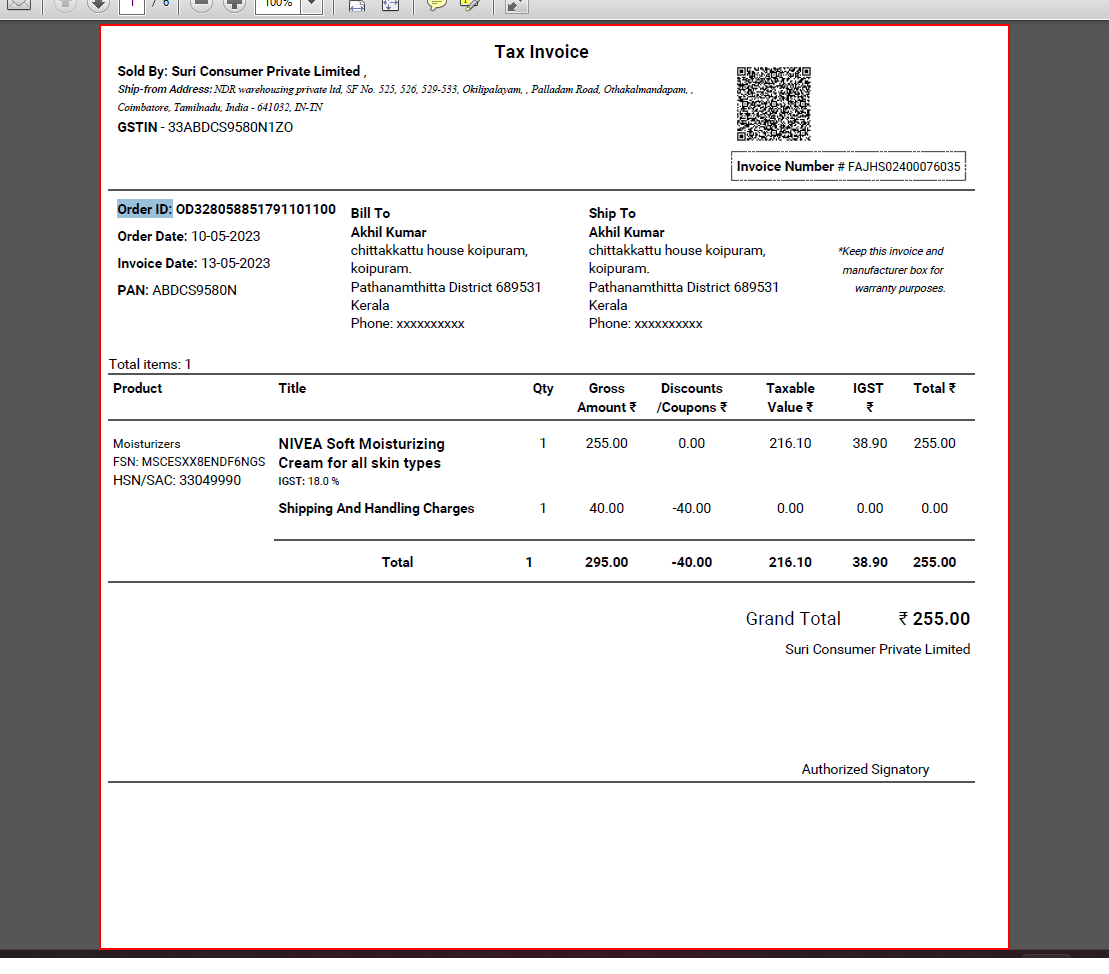 1 / 6 100%
Tax Invoice
Sold By: Suri Consumer Private Limited ,
Ship-from Address: NDR warehousing private ltd, SF No. 525, 526, 529-533, Okilipalayam, , Palladam Road, Othakalmandapam, ,
Coimbatore, Tamilnadu, India - 641032, IN-TN
GSTIN - 33ABDCS9580N1ZO
Invoice Number # FAJHS02400076035
Order ID: OD328058851791101100
Order Date: 10-05-2023
Invoice Date: 13-05-2023
PAN: ABDCS9580N
Bill To
Akhil Kumar
chittakkattu house koipuram,
koipuram.
Pathanamthitta District 689531
Kerala
Phone: xxxxxxxxxx
Ship To
Akhil Kumar
chittakkattu house koipuram,
koipuram.
Pathanamthitta District 689531
Kerala
Phone: xxxxxxxxxx
*Keep this invoice and
manufacturer box for
warranty purposes.
Total items: 1
Product Title Qty Gross Discounts Taxable IGST Total ₹
Amount ₹ /Coupons ₹ Value ₹ ₹
Moisturizers NIVEA Soft Moisturizing 1 255.00 0.00 216.10 38.90 255.00
FSN: MSCESXX8ENDF6NGS Cream for all skin types
HSN/SAC: 33049990 IGST: 18.0 %
Shipping And Handling Charges 1 40.00 -40.00 0.00 0.00 0.00
Total 1 295.00 -40.00 216.10 38.90 255.00
Grand Total ₹ 255.00
Suri Consumer Private Limited
Authorized Signatory